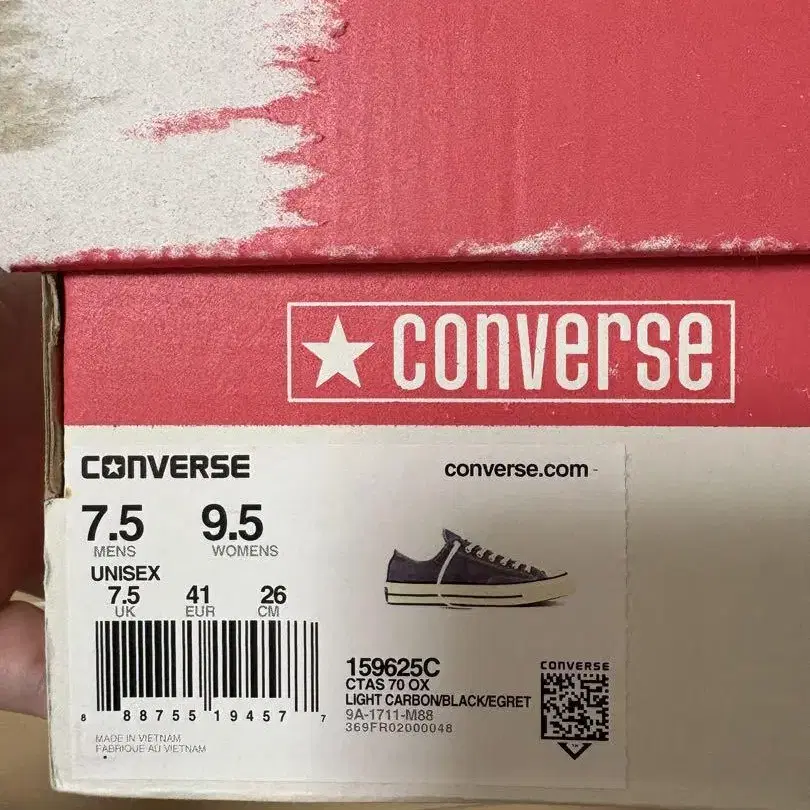 converse
CONVERSE
converse.com
7.5 9.5
MENS WOMENS
UNISEX
7.5 41 26
UK EUR CM
8 88755 19457 7
MADE IN VIETNAM
FABRIQUE AU VIETNAM
159625C
CTAS 70 OX
LIGHT CARBON/BLACK/EGRET
9A-1711-M88
369FR02000048
CONVERSE